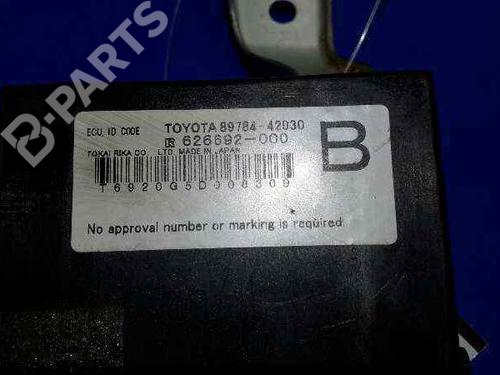 B-PARTS
ECU ID CODE TOYOTA 89784-42030
626692-000
TOKAI RIKA CO. LTD. MADE IN JAPAN
B
T6920G5D008309
No approval number or marking is required.